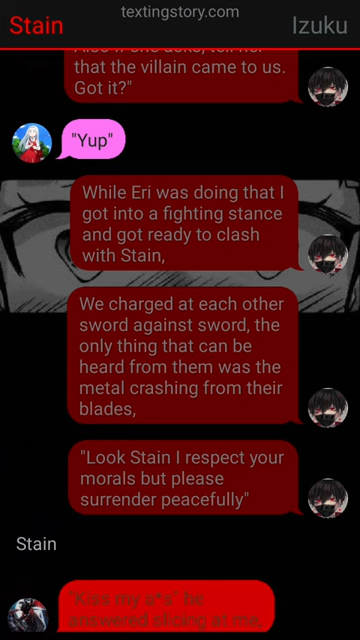 textingstory.com
Stain
Izuku
that the villain came to us.
Got it?"
"Yup"
While Eri was doing that I
got into a fighting stance
and got ready to clash
with Stain,
We charged at each other
sword against sword, the
only thing that can be
heard from them was the
metal crashing from their
blades,
"Look Stain I respect your
morals but please
surrender peacefully"
Stain
"Kiss my a*s" he
answered
at me,